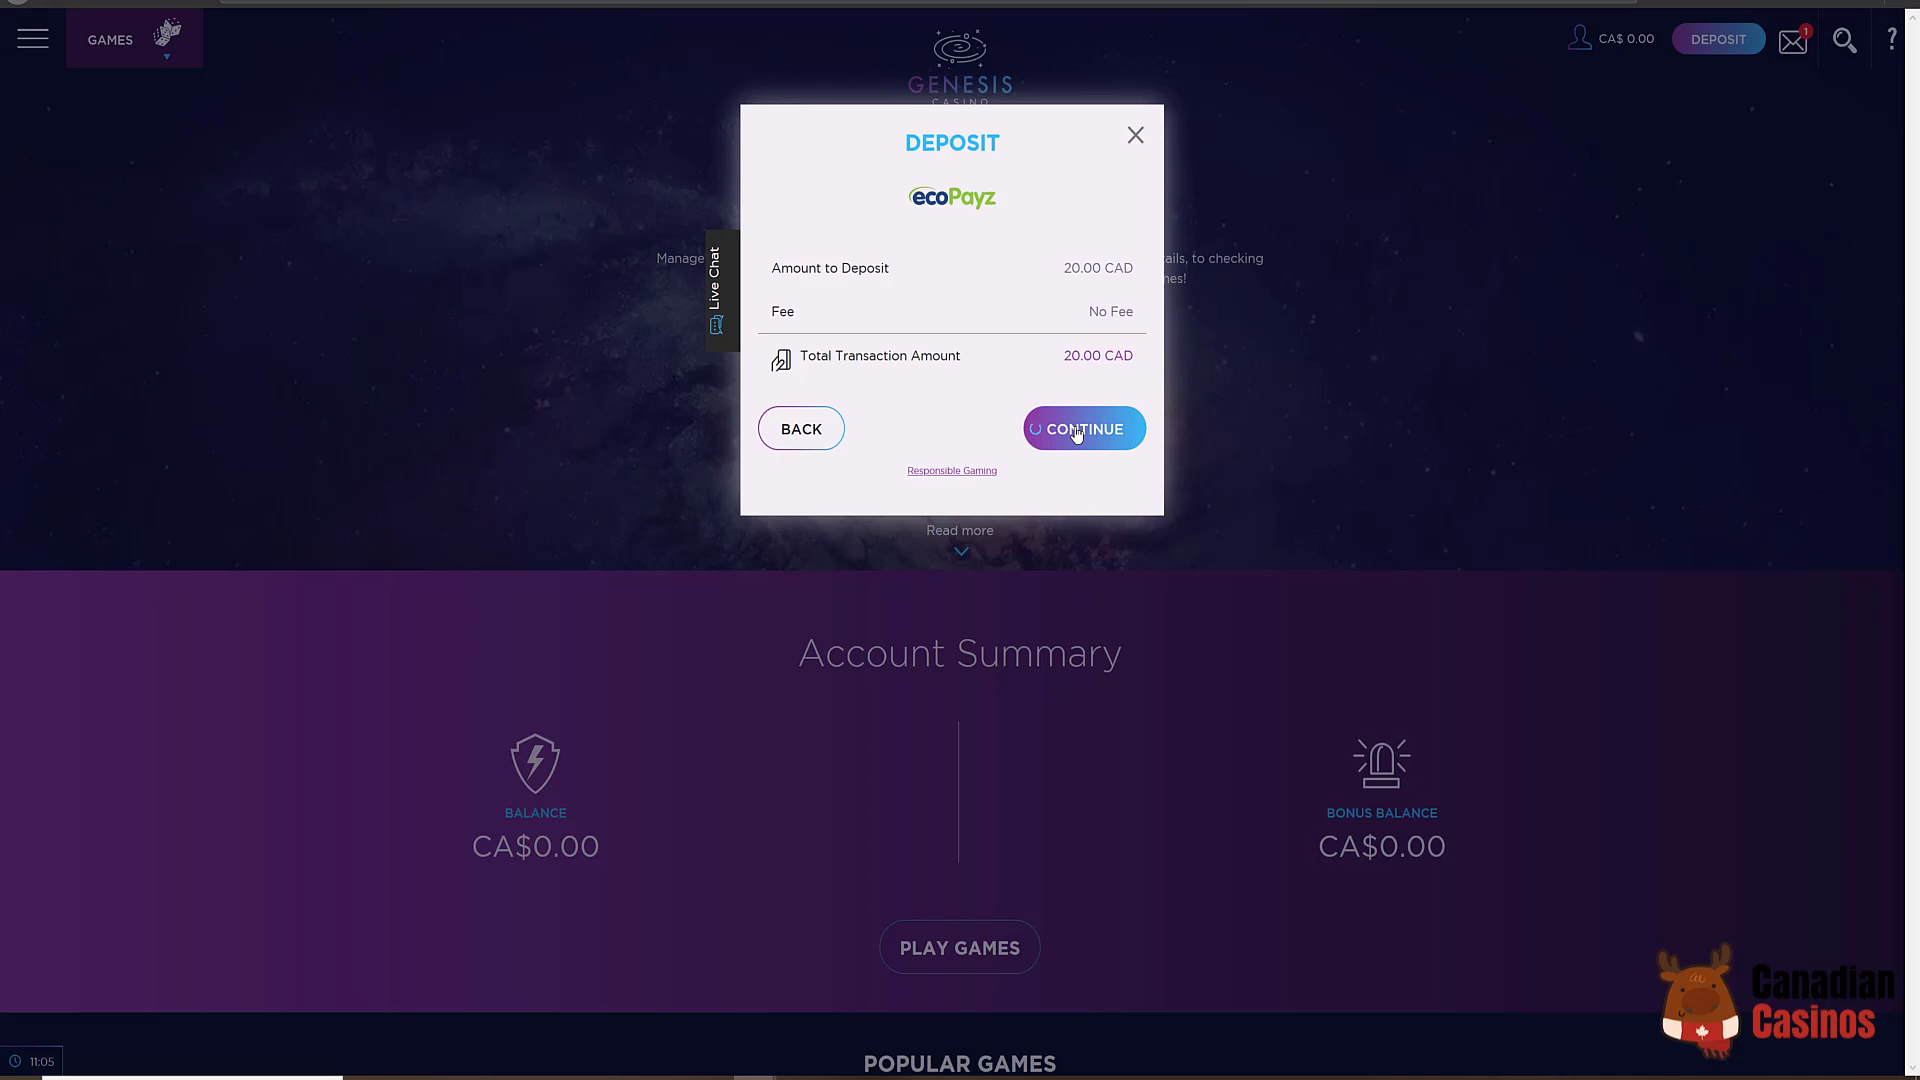 GAMES
CA$ 0.00
DEPOSIT
1
?
GENESIS
CASINO
DEPOSIT
ecoPayz
Live Chat
Manage
ails, to checking
mes!
Amount to Deposit 20.00 CAD
Fee No Fee
Total Transaction Amount 20.00 CAD
BACK
CONTINUE
Responsible Gaming
Read more
Account Summary
BALANCE
CA$0.00
BONUS BALANCE
CA$0.00
PLAY GAMES
Canadian
Casinos
11:05
POPULAR GAMES